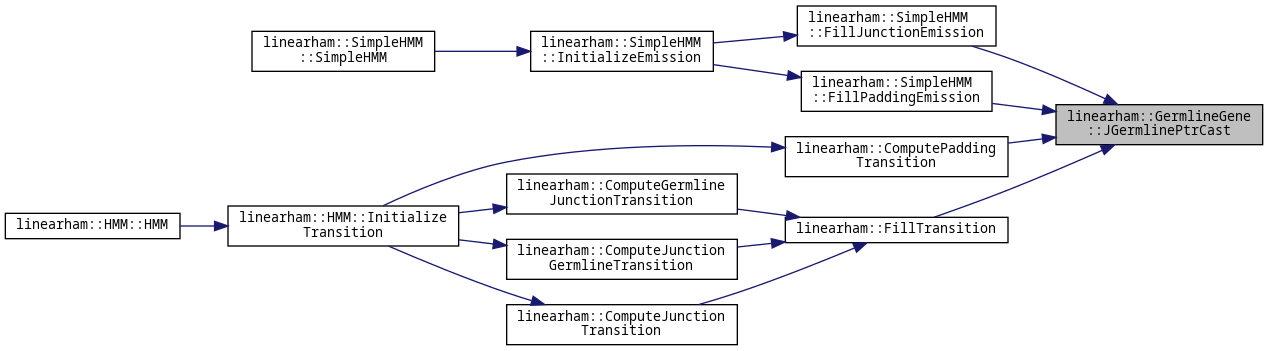 linearham::SimpleHMM
::SimpleHMM
linearham::SimpleHMM
::InitializeEmission
linearham::SimpleHMM
::FillJunctionEmission
linearham::SimpleHMM
::FillPaddingEmission
linearham::GermlineGene
::JGermlinePtrCast
linearham::ComputePadding
Transition
linearham::HMM::HMM
linearham::HMM::Initialize
Transition
linearham::ComputeGermline
JunctionTransition
linearham::ComputeJunction
GermlineTransition
linearham::FillTransition
linearham::ComputeJunction
Transition